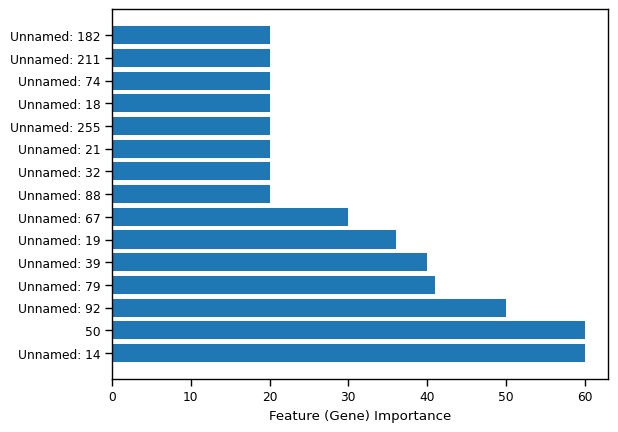 Unnamed: 182
Unnamed: 211
Unnamed: 74
Unnamed: 18
Unnamed: 255
Unnamed: 21
Unnamed: 32
Unnamed: 88
Unnamed: 67
Unnamed: 19
Unnamed: 39
Unnamed: 79
Unnamed: 92
50
Unnamed: 14
0 10 20 30 40 50 60
Feature (Gene) Importance